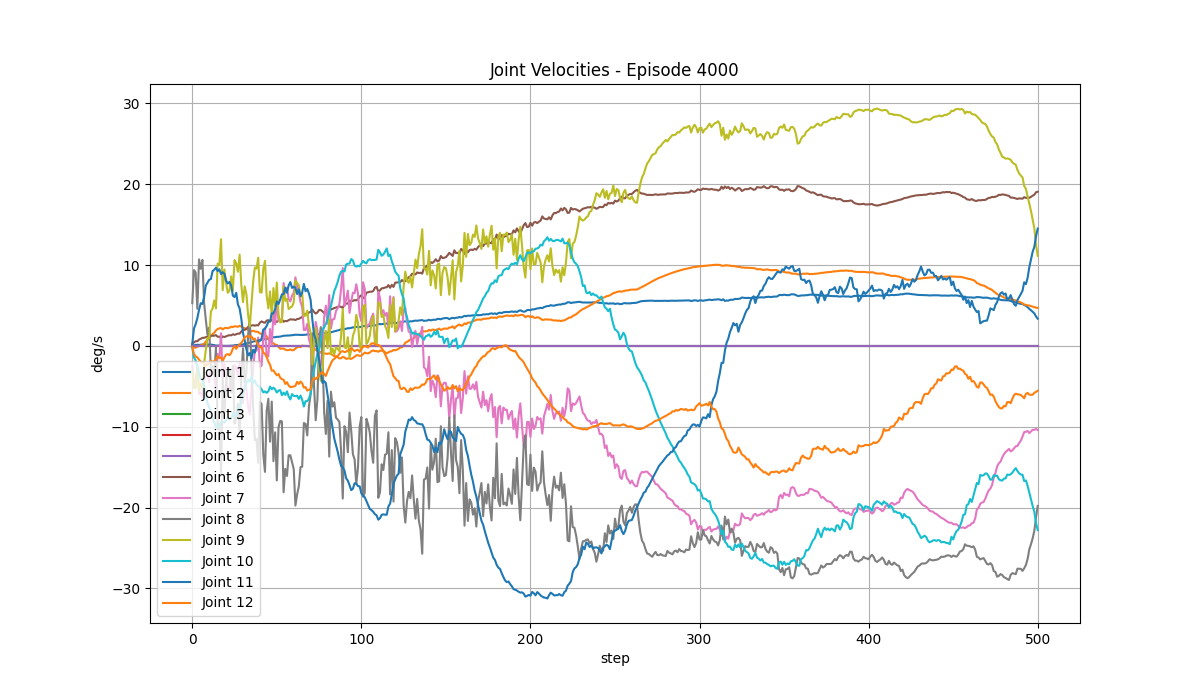 Joint Velocities - Episode 4000
deg/s
30
20
10
0
−10
−20
−30
Joint 1
Joint 2
Joint 3
Joint 4
Joint 5
Joint 6
Joint 7
Joint 8
Joint 9
Joint 10
Joint 11
Joint 12
0
100
200
300
400
500
step